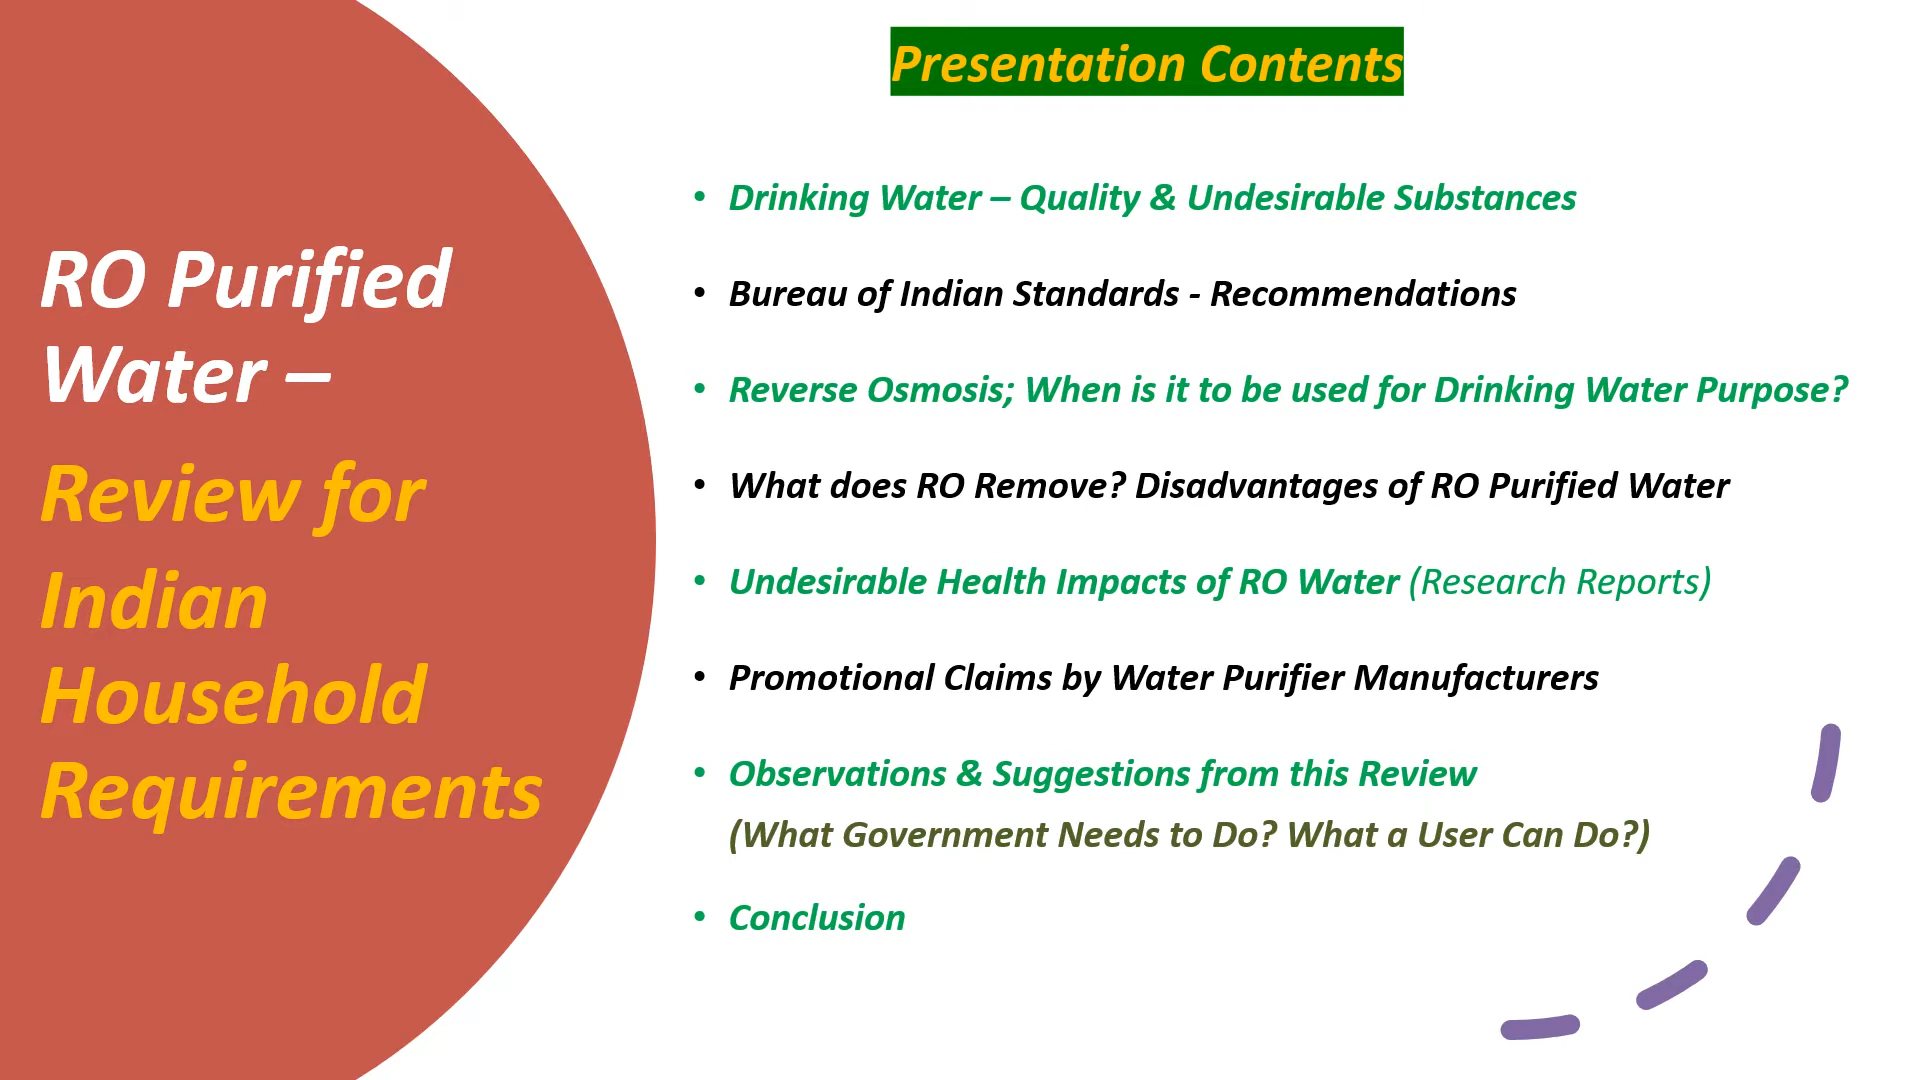 RO Purified
Water –
Review for
Indian
Household
Requirements
Presentation Contents
• Drinking Water – Quality & Undesirable Substances
• Bureau of Indian Standards - Recommendations
• Reverse Osmosis; When is it to be used for Drinking Water Purpose?
• What does RO Remove? Disadvantages of RO Purified Water
• Undesirable Health Impacts of RO Water (Research Reports)
• Promotional Claims by Water Purifier Manufacturers
• Observations & Suggestions from this Review
(What Government Needs to Do? What a User Can Do?)
• Conclusion